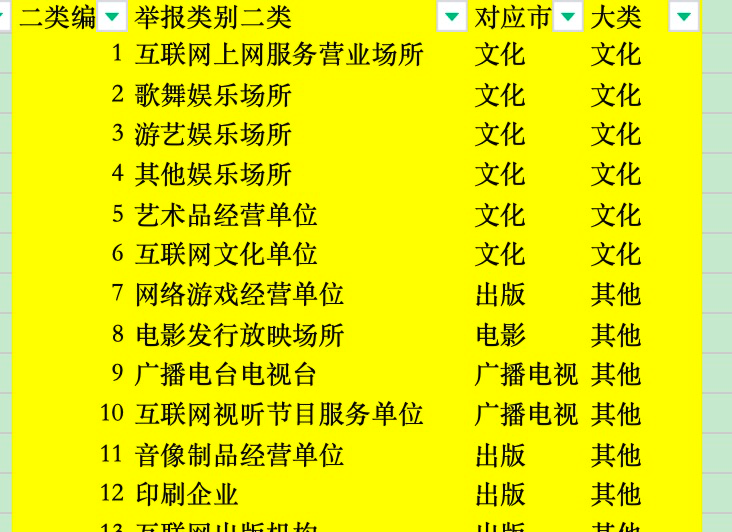 二类编 举报类别二类 对应市 大类
1 互联网上网服务营业场所 文化 文化
2 歌舞娱乐场所 文化 文化
3 游艺娱乐场所 文化 文化
4 其他娱乐场所 文化 文化
5 艺术品经营单位 文化 文化
6 互联网文化单位 文化 文化
7 网络游戏经营单位 出版 其他
8 电影发行放映场所 电影 其他
9 广播电台电视台 广播电视 其他
10 互联网视听节目服务单位 广播电视 其他
11 音像制品经营单位 出版 其他
12 印刷企业 出版 其他
13 互联网出版机构 出版 其他